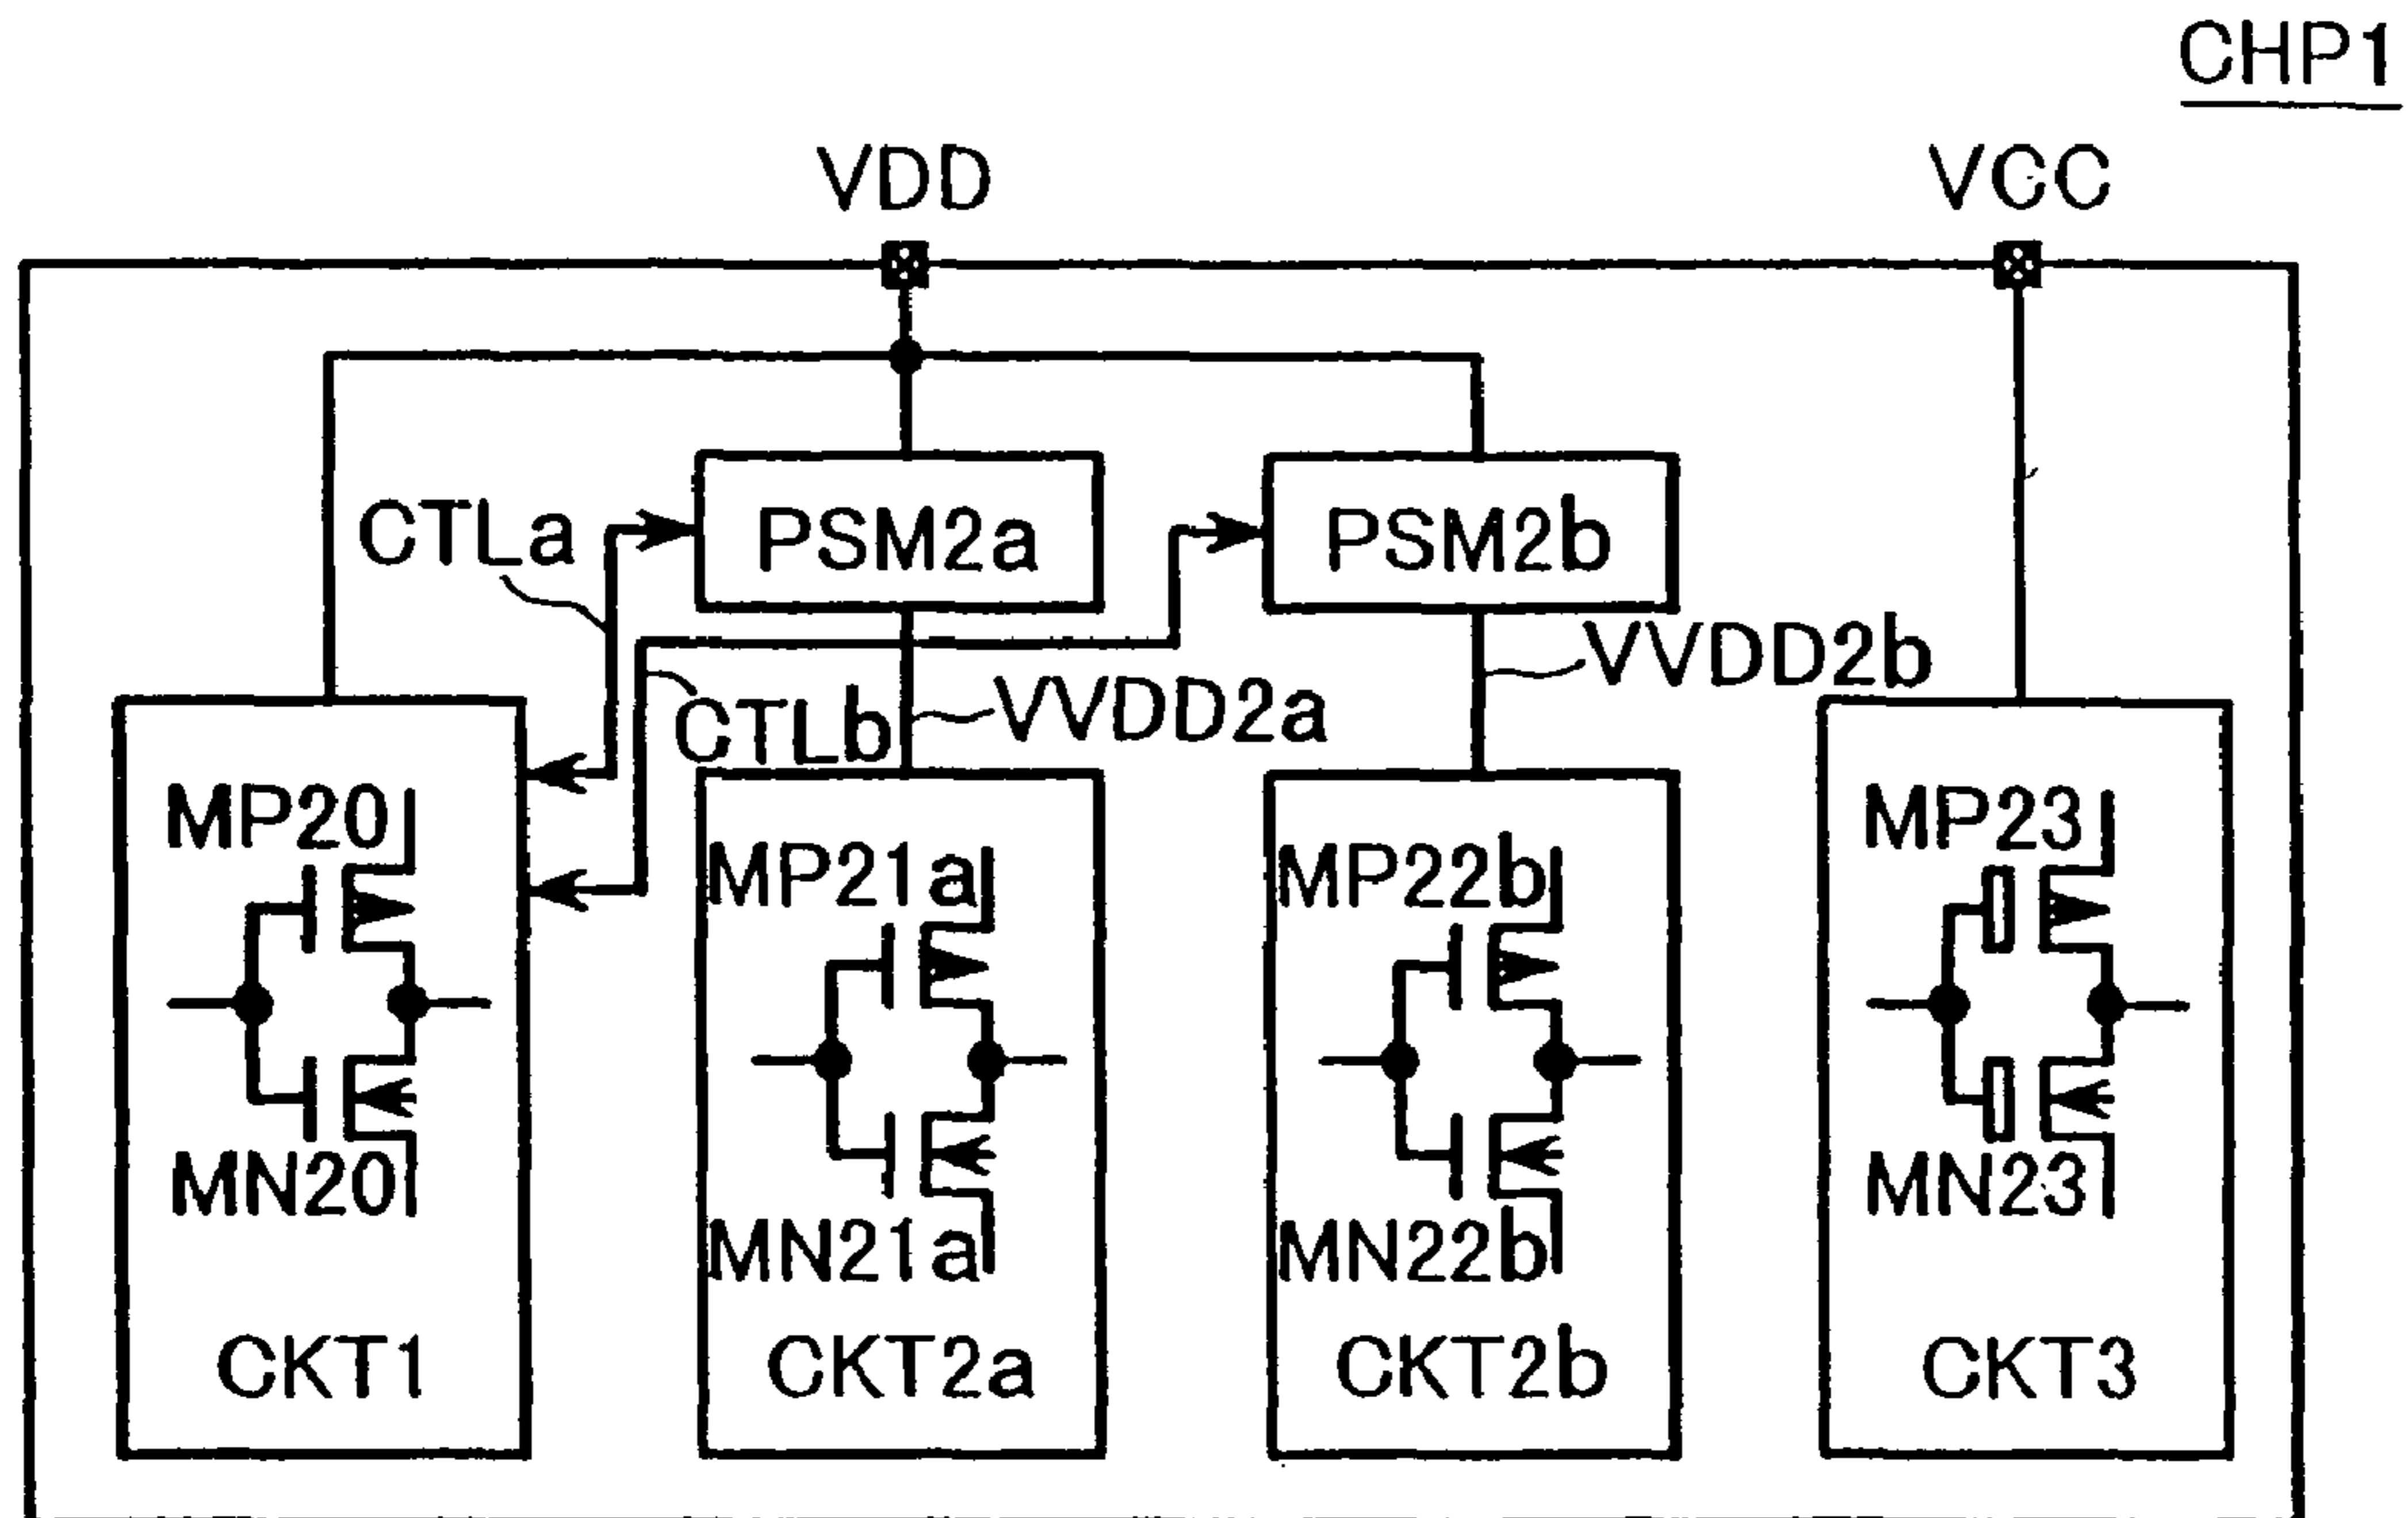 CHP1
VDD
VCC
CTLa
PSM2a
PSM2b
VVDD2b
CTLb
VVDD2a
MP20
MP21a
MP22b
MP23
MN20
MN21a
MN22b
MN23
CKT1
CKT2a
CKT2b
CKT3